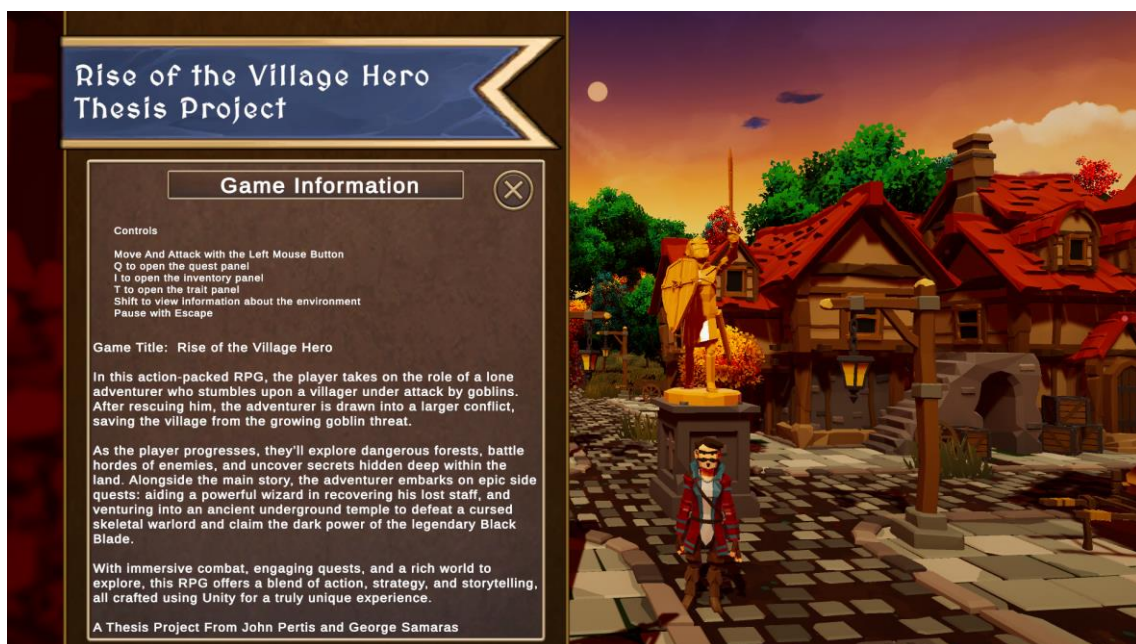 Rise of the Village Hero
Thesis Project
Game Information
Controls
Move And Attack with the Left Mouse Button
Q to open the quest panel
I to open the inventory panel
T to open the trait panel
Shift to view information about the environment
Pause with Escape
Game Title:  Rise of the Village Hero
In this action-packed RPG, the player takes on the role of a lone
adventurer who stumbles upon a villager under attack by goblins.
After rescuing him, the adventurer is drawn into a larger conflict,
saving the village from the growing goblin threat.
As the player progresses, they'll explore dangerous forests, battle
hordes of enemies, and uncover secrets hidden deep within the
land. Alongside the main story, the adventurer embarks on epic side
quests: aiding a powerful wizard in recovering his lost staff, and
venturing into an ancient underground temple to defeat a cursed
skeletal warlord and claim the dark power of the legendary Black
Blade.
With immersive combat, engaging quests, and a rich world to
explore, this RPG offers a blend of action, strategy, and storytelling,
all crafted using Unity for a truly unique experience.
A Thesis Project From John Pertis and George Samaras